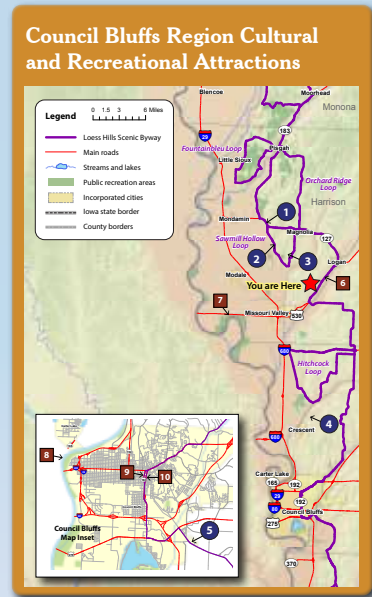 Council Bluffs Region Cultural
and Recreational Attractions
Legend
0 1.5 3 6 Miles
Loess Hills Scenic Byway
Main roads
Streams and lakes
Public recreation areas
Incorporated cities
Iowa state border
County borders
Blencoe
Moorhead
Monona
29
183
Fountainbleu Loop
Pisgah
Little Sioux
Orchard Ridge
Loop
Harrison
1
Mondamin
Magnolia
127
Sawmill Hollow
Loop
2
3
Logan
Modale
You are Here
6
7
Missouri Valley
530
680
Hitchcock
Loop
4
Crescent
680
Carter Lake
165
192
29
192
80
Council Bluffs
275
370
8
9
10
Council Bluffs
Map Inset
5